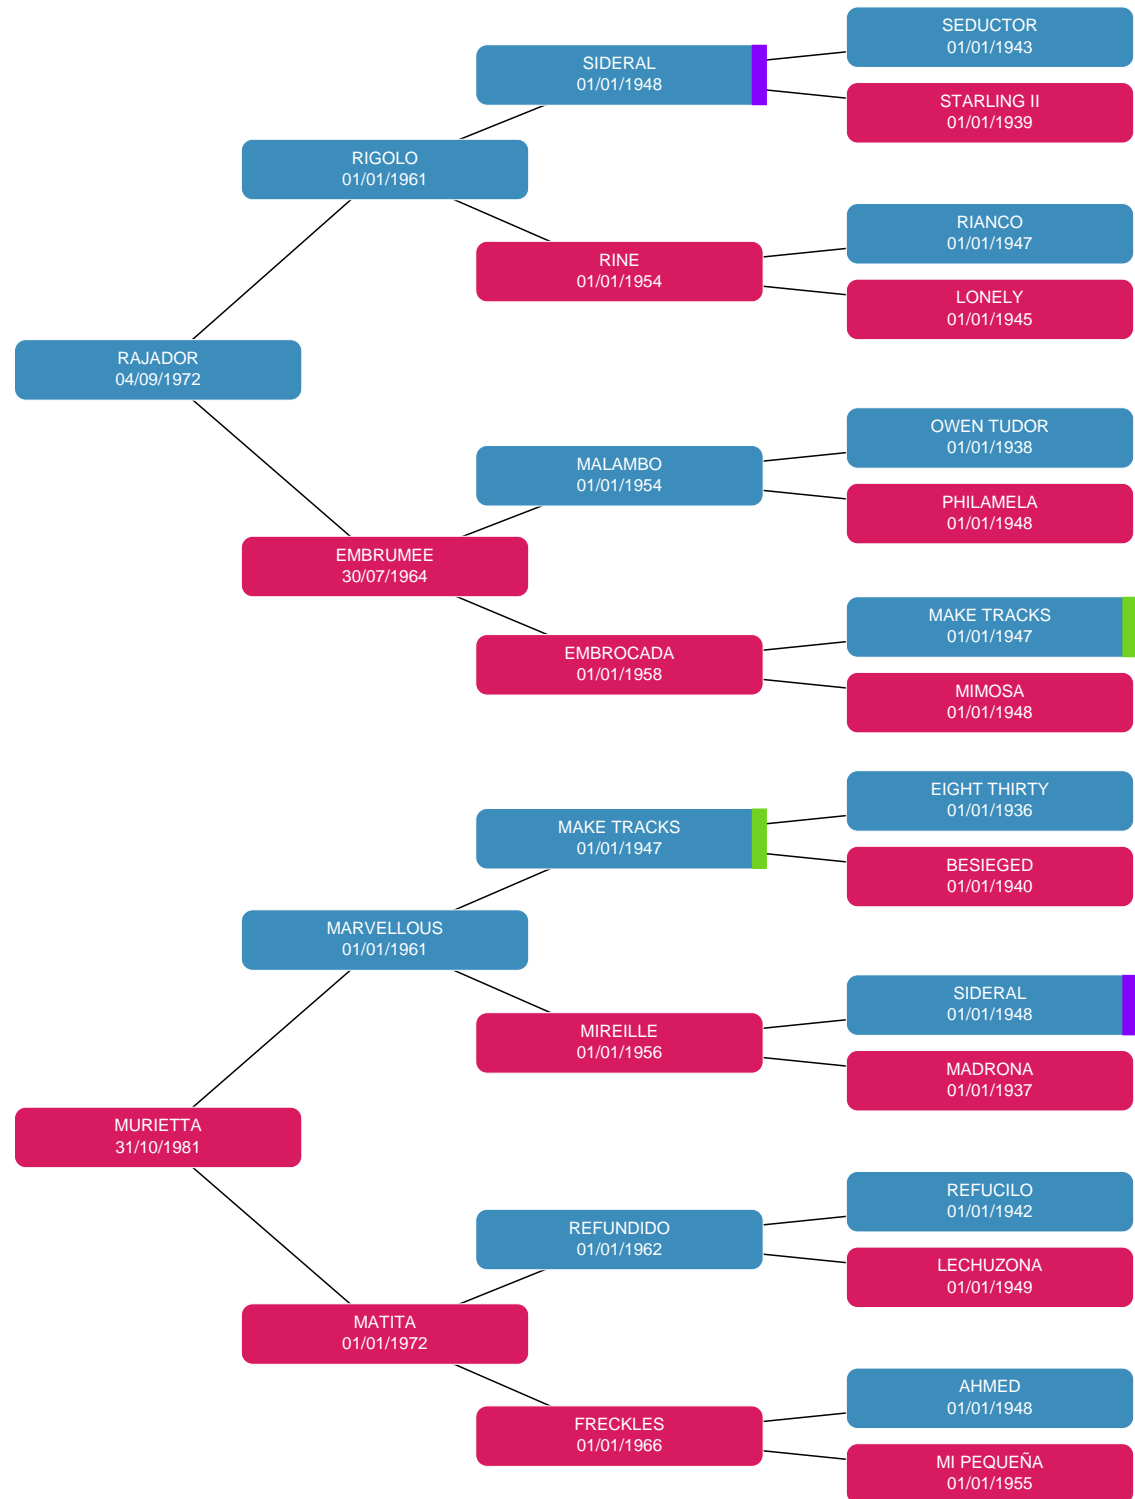 SEDUCTOR
01/01/1943
SIDERAL
01/01/1948
STARLING II
01/01/1939
RIGOLO
01/01/1961
RIANCO
01/01/1947
RINE
01/01/1954
LONELY
01/01/1945
RAJADOR
04/09/1972
OWEN TUDOR
01/01/1938
MALAMBO
01/01/1954
PHILAMELA
01/01/1948
EMBRUMEE
30/07/1964
MAKE TRACKS
01/01/1947
EMBROCADA
01/01/1958
MIMOSA
01/01/1948
EIGHT THIRTY
01/01/1936
MAKE TRACKS
01/01/1947
BESIEGED
01/01/1940
MARVELLOUS
01/01/1961
SIDERAL
01/01/1948
MIREILLE
01/01/1956
MADRONA
01/01/1937
MURIETTA
31/10/1981
REFUCILO
01/01/1942
REFUNDIDO
01/01/1962
LECHUZONA
01/01/1949
MATITA
01/01/1972
AHMED
01/01/1948
FRECKLES
01/01/1966
MI PEQUEÑA
01/01/1955